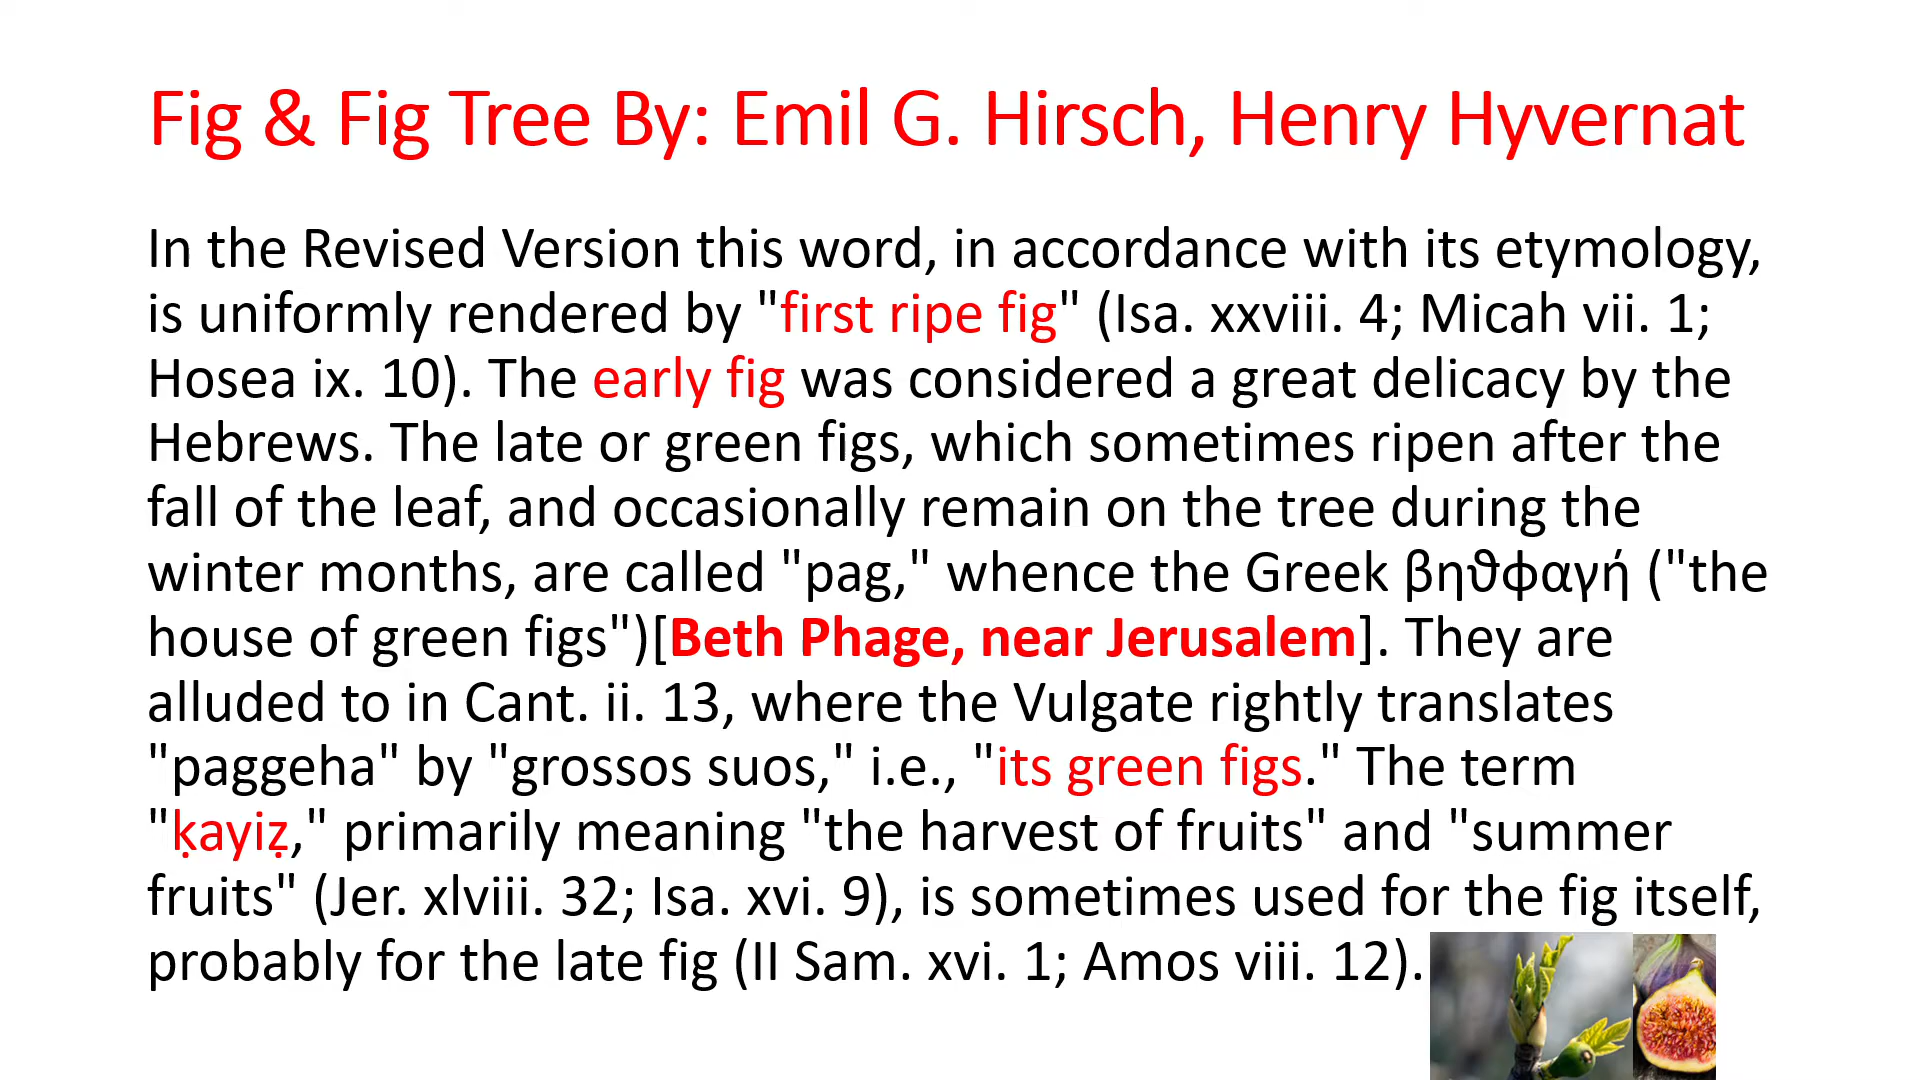 Fig & Fig Tree By: Emil G. Hirsch, Henry Hyvernat
In the Revised Version this word, in accordance with its etymology,
is uniformly rendered by "first ripe fig" (Isa. xxviii. 4; Micah vii. 1;
Hosea ix. 10). The early fig was considered a great delicacy by the
Hebrews. The late or green figs, which sometimes ripen after the
fall of the leaf, and occasionally remain on the tree during the
winter months, are called "pag," whence the Greek βηϑφαγή ("the
house of green figs")[Beth Phage, near Jerusalem]. They are
alluded to in Cant. ii. 13, where the Vulgate rightly translates
"paggeha" by "grossos suos," i.e., "its green figs." The term
"ḳayiẓ," primarily meaning "the harvest of fruits" and "summer
fruits" (Jer. xlviii. 32; Isa. xvi. 9), is sometimes used for the fig itself,
probably for the late fig (II Sam. xvi. 1; Amos viii. 12).